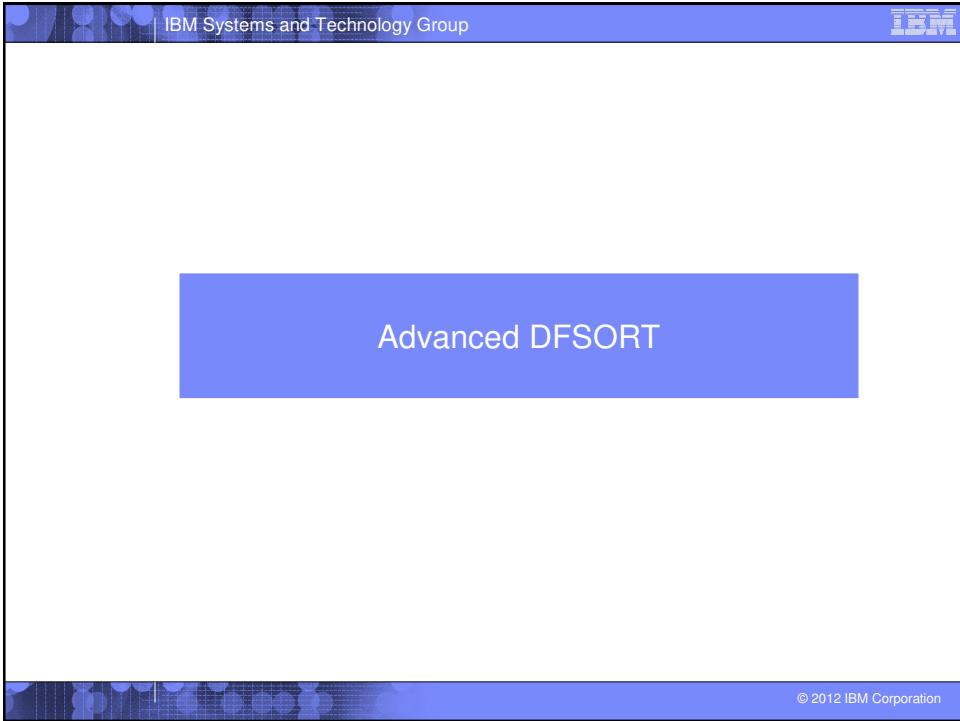 IBM Systems and Technology Group
IBM
Advanced DFSORT
© 2012 IBM Corporation